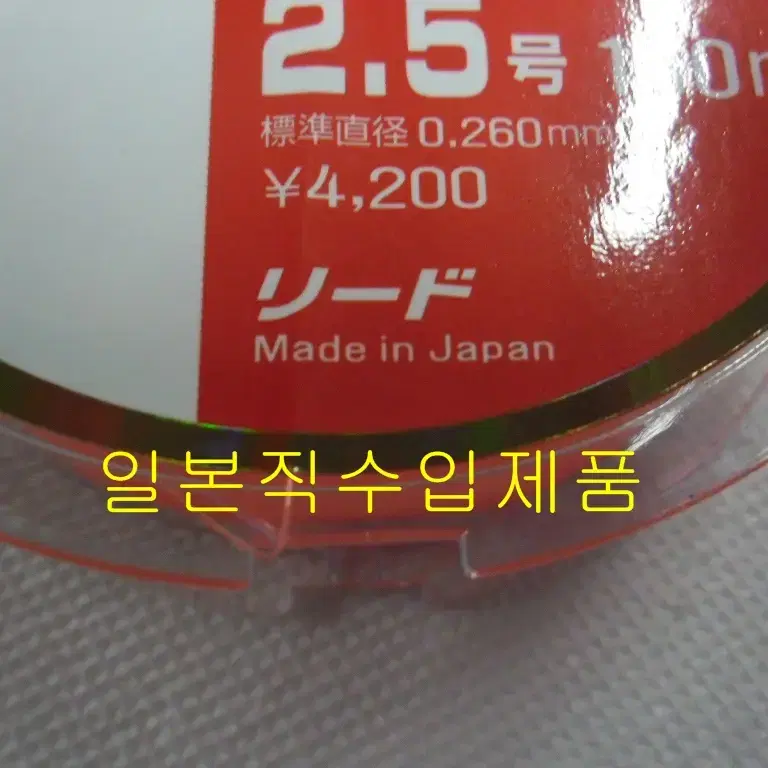 2.5号
標準直径 0.260mm
¥4,200
リード
Made in Japan
일본직수입제품